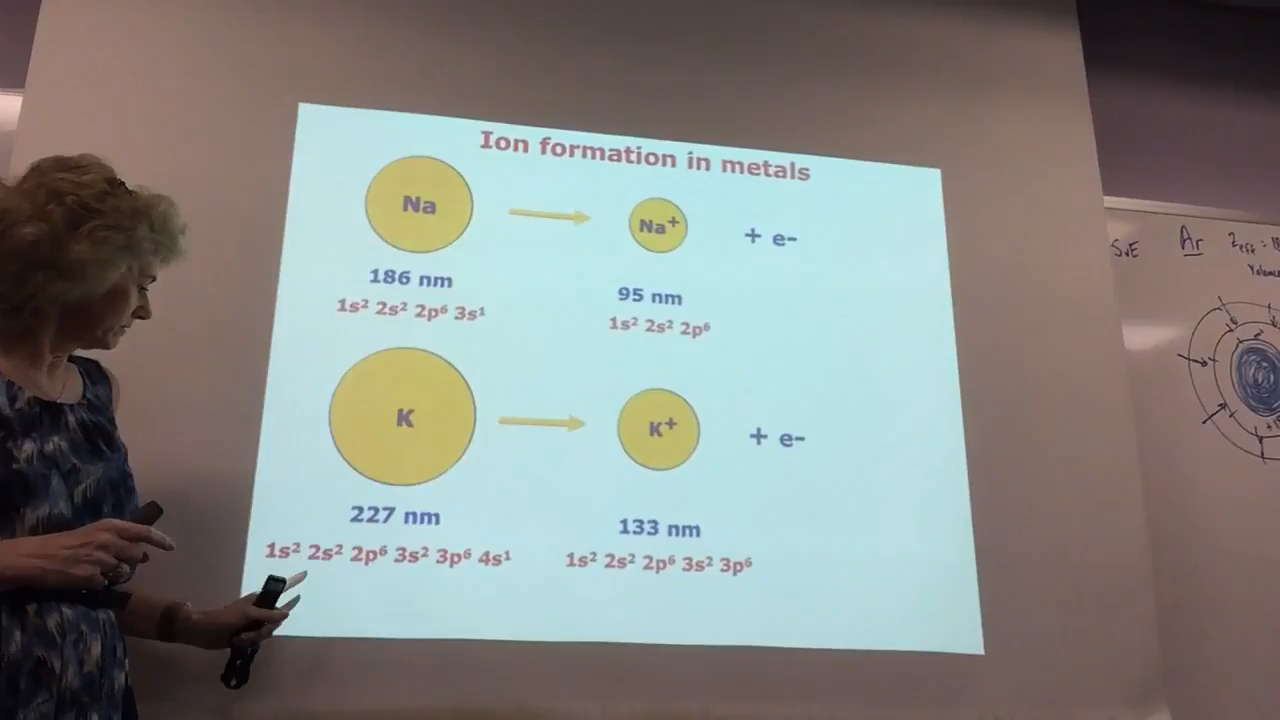 Ion formation in metals
Na
Na⁺
+ e-
186 nm
95 nm
1s² 2s² 2p⁶ 3s¹
1s² 2s² 2p⁶
K
K⁺
+ e-
227 nm
133 nm
1s² 2s² 2p⁶ 3s² 3p⁶ 4s¹
1s² 2s² 2p⁶ 3s² 3p⁶
Ar